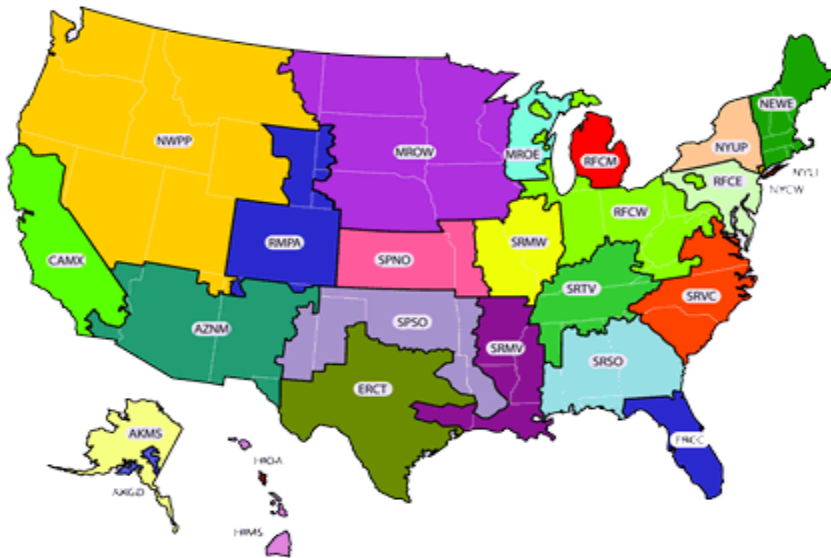 NEWE
NWPP
NYUP
MROW
MROE
RFCM
NYLI
RFCE
NYCW
RFCW
RMPA
SRMW
CAMX
SPNO
SRTV
SRVC
AZNM
SPSO
SRMV
SRSO
ERCT
AKMS
FRCC
HIOA
AKGD
HIMS